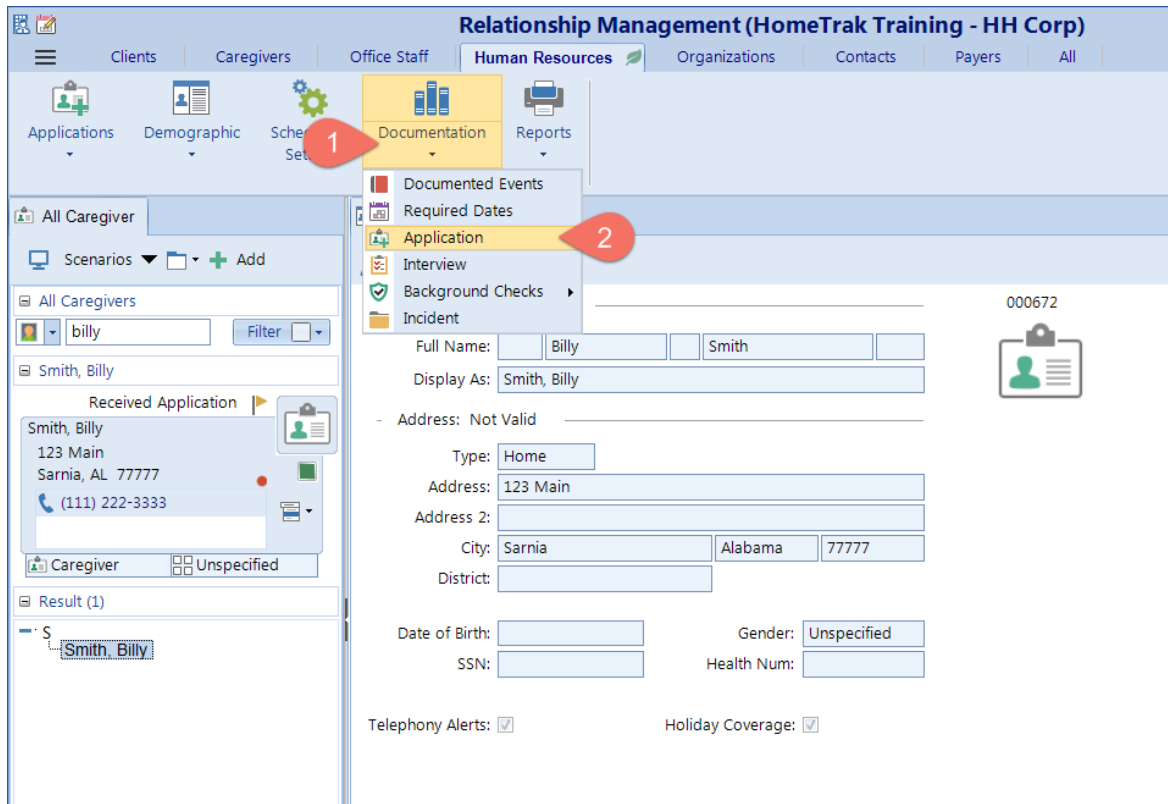 Relationship Management (HomeTrak Training - HH Corp)
Clients Caregivers Office Staff Human Resources Organizations Contacts Payers All
Applications Demographic Documentation Reports
1
Documented Events
Required Dates
Application 2
Interview
Background Checks
Incident
All Caregiver
Scenarios Add
All Caregivers
billy Filter
Smith, Billy
Received Application
Smith, Billy
123 Main
Sarnia, AL 77777
(111) 222-3333
Caregiver Unspecified
Result (1)
S
Smith, Billy
000672
Full Name: Billy Smith
Display As: Smith, Billy
Address: Not Valid
Type: Home
Address: 123 Main
Address 2:
City: Sarnia Alabama 77777
District:
Date of Birth: Gender: Unspecified
SSN: Health Num:
Telephony Alerts: Holiday Coverage: